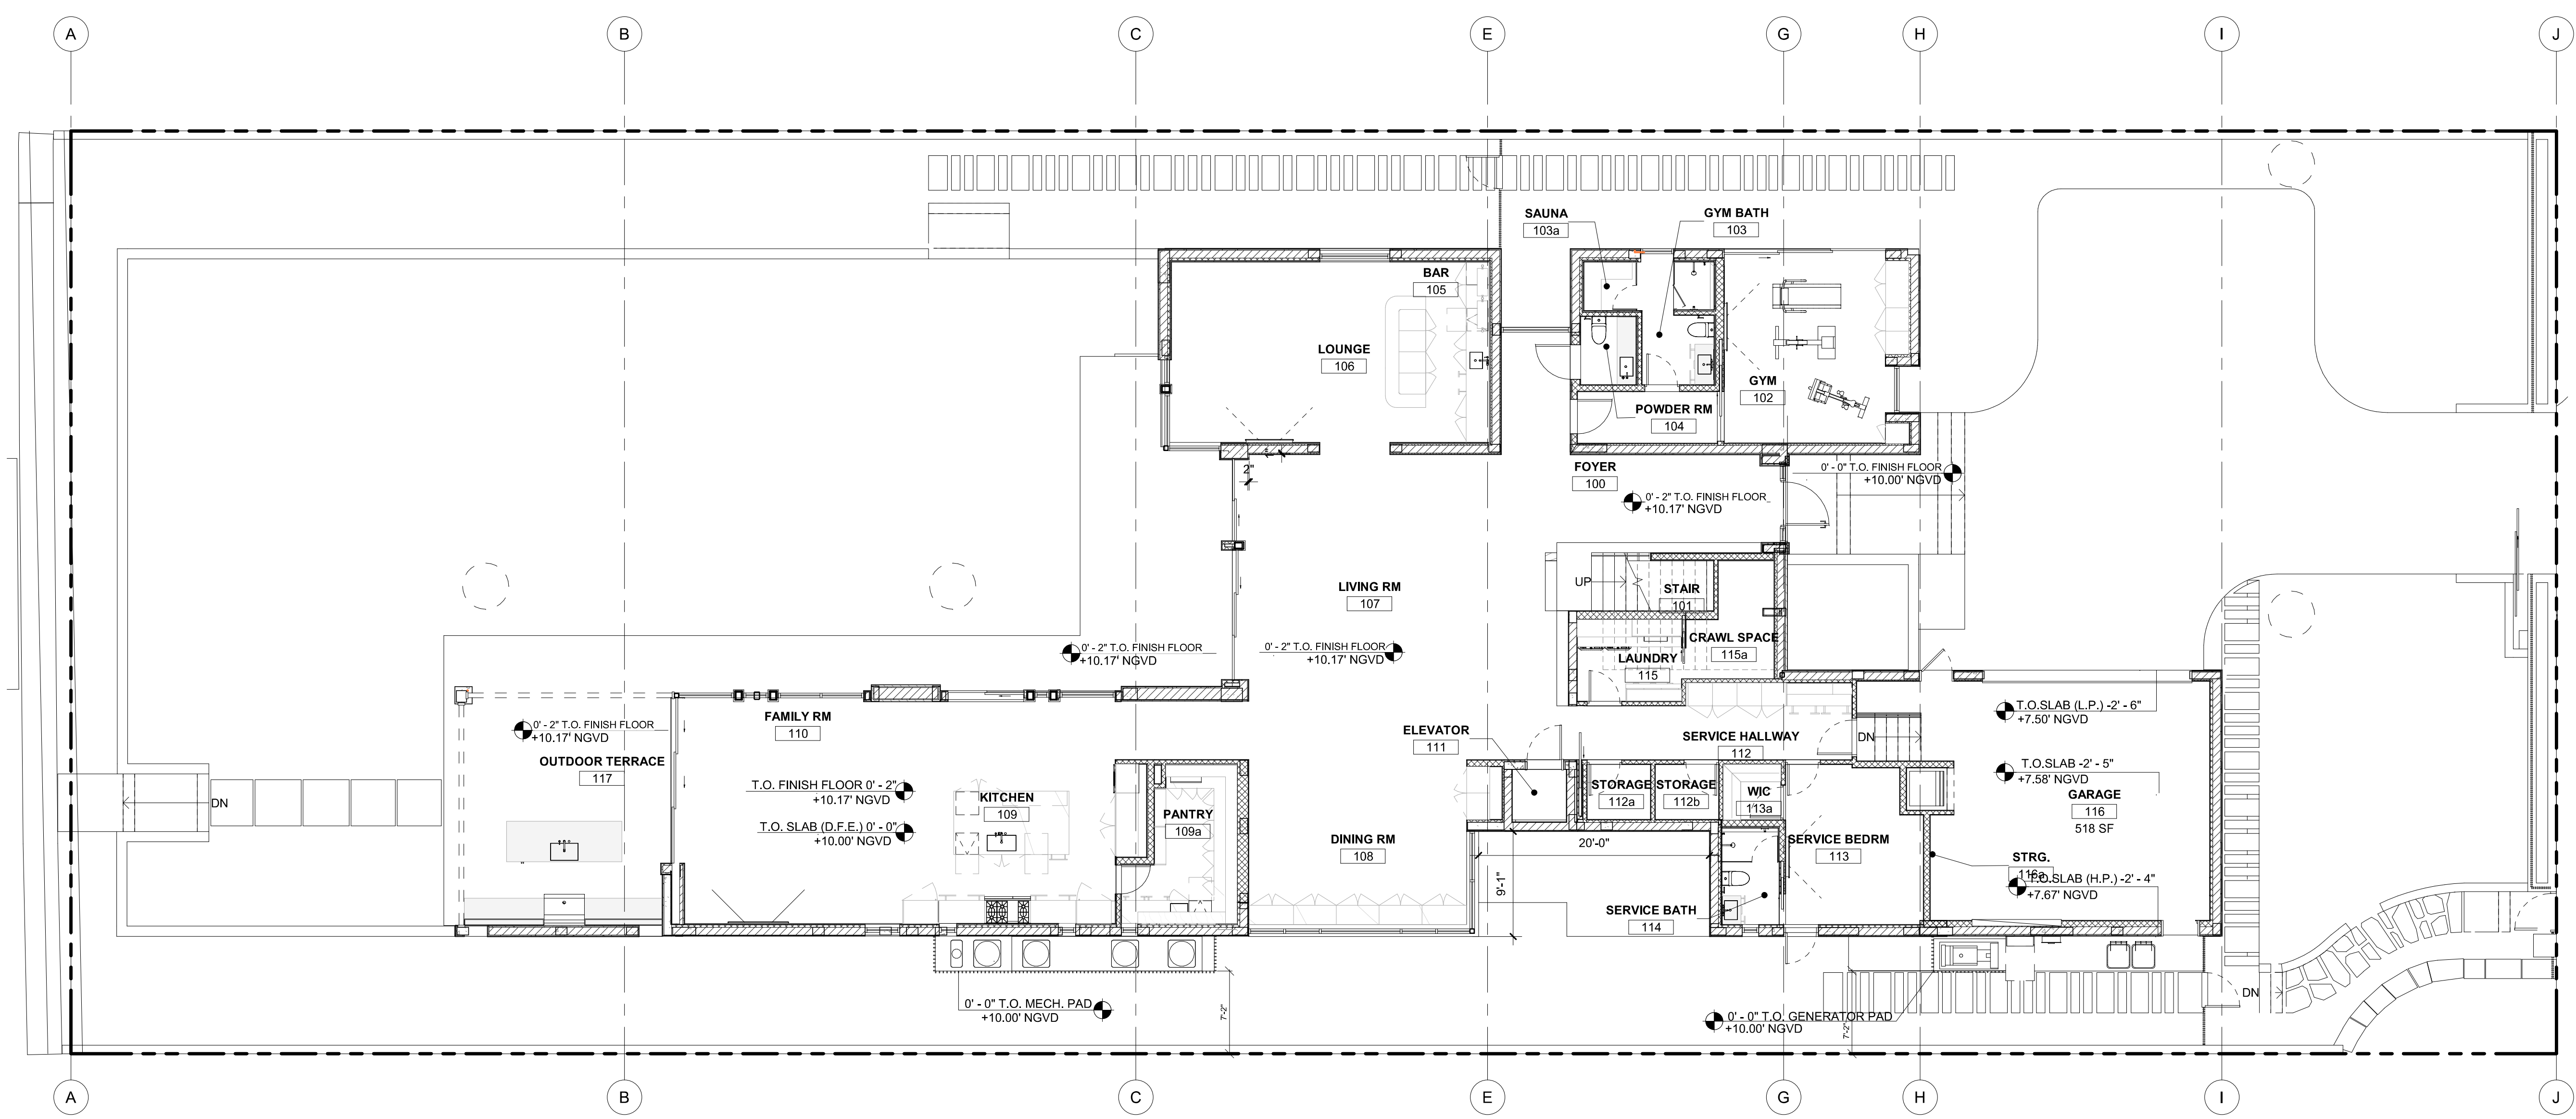 A B C E G H I J
SAUNA
103a
GYM BATH
103
BAR
105
LOUNGE
106
GYM
102
POWDER RM
104
2"
FOYER
100
0' - 2" T.O. FINISH FLOOR
+10.17' NGVD
0' - 0" T.O. FINISH FLOOR
+10.00' NGVD
UP
STAIR
101
LIVING RM
107
CRAWL SPACE
115a
LAUNDRY
115
0' - 2" T.O. FINISH FLOOR
+10.17' NGVD
0' - 2" T.O. FINISH FLOOR
+10.17' NGVD
FAMILY RM
110
0' - 2" T.O. FINISH FLOOR
+10.17' NGVD
OUTDOOR TERRACE
117
ELEVATOR
111
SERVICE HALLWAY
112
DN
T.O.SLAB (L.P.) -2' - 6"
+7.50' NGVD
T.O.SLAB -2' - 5"
+7.58' NGVD
GARAGE
116
518 SF
DN
T.O. FINISH FLOOR 0' - 2"
+10.17' NGVD
T.O. SLAB (D.F.E.) 0' - 0"
+10.00' NGVD
KITCHEN
109
PANTRY
109a
STORAGE
112a
STORAGE
112b
WIC
113a
DINING RM
108
20'-0"
SERVICE BEDRM
113
STRG.
116a
T.O.SLAB (H.P.) -2' - 4"
+7.67' NGVD
9'-1"
SERVICE BATH
114
0' - 0" T.O. MECH. PAD
+10.00' NGVD
7'-2"
0' - 0" T.O. GENERATOR PAD
+10.00' NGVD
7'-2"
DN
A B C E G H I J